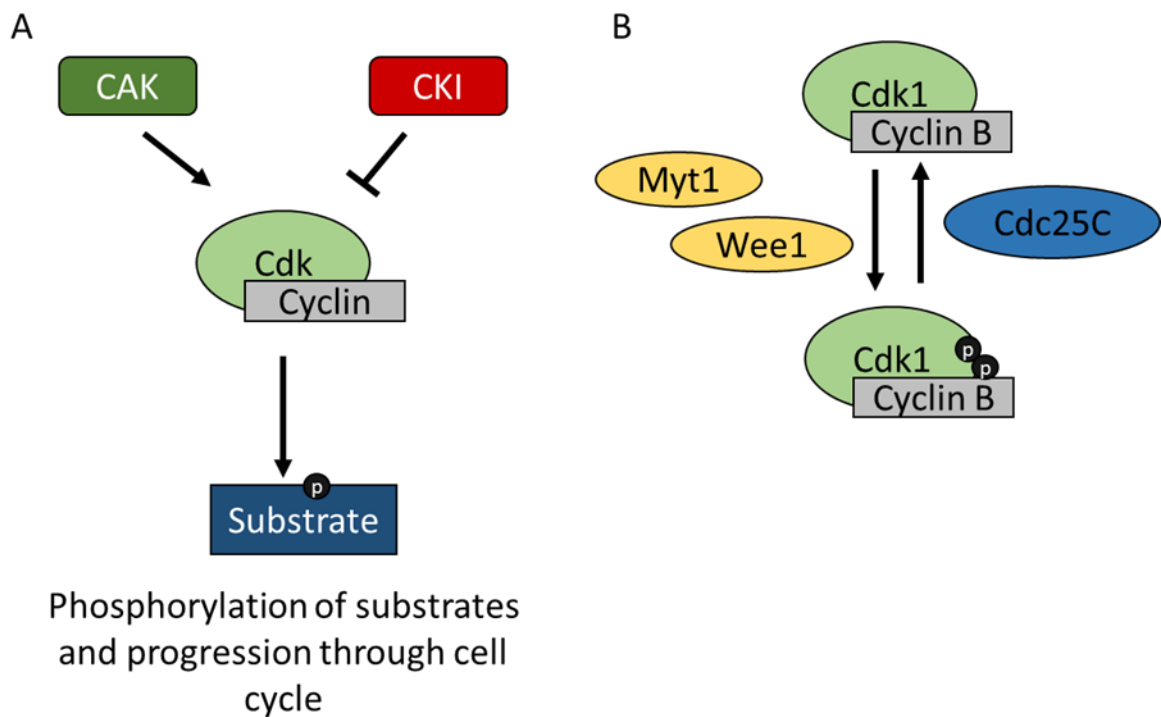 A
CAK
CKI
Cdk
Cyclin
p
Substrate
Phosphorylation of substrates
and progression through cell
cycle
B
Cdk1
Cyclin B
Myt1
Wee1
Cdc25C
Cdk1
p
p
Cyclin B